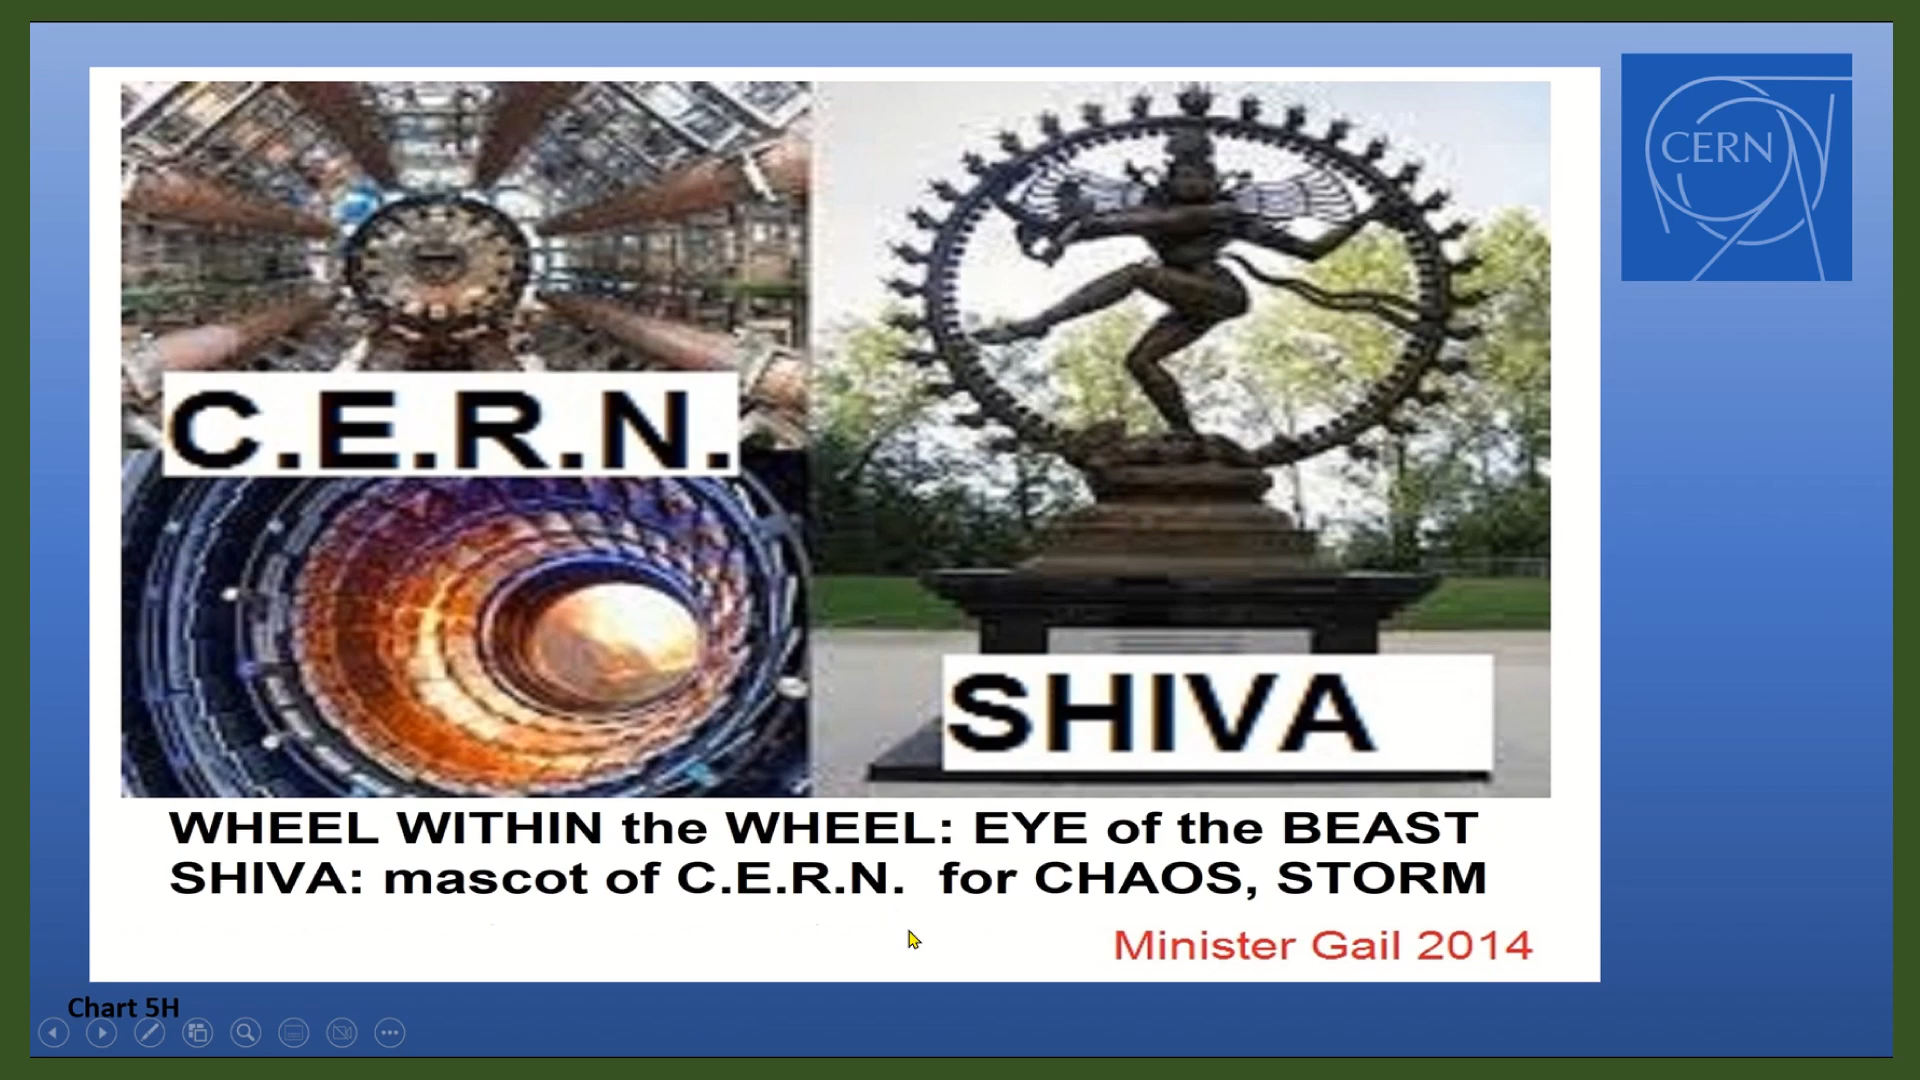 CERN
C.E.R.N.
SHIVA
WHEEL WITHIN the WHEEL: EYE of the BEAST
SHIVA: mascot of C.E.R.N. for CHAOS, STORM
Minister Gail 2014
Chart 5H